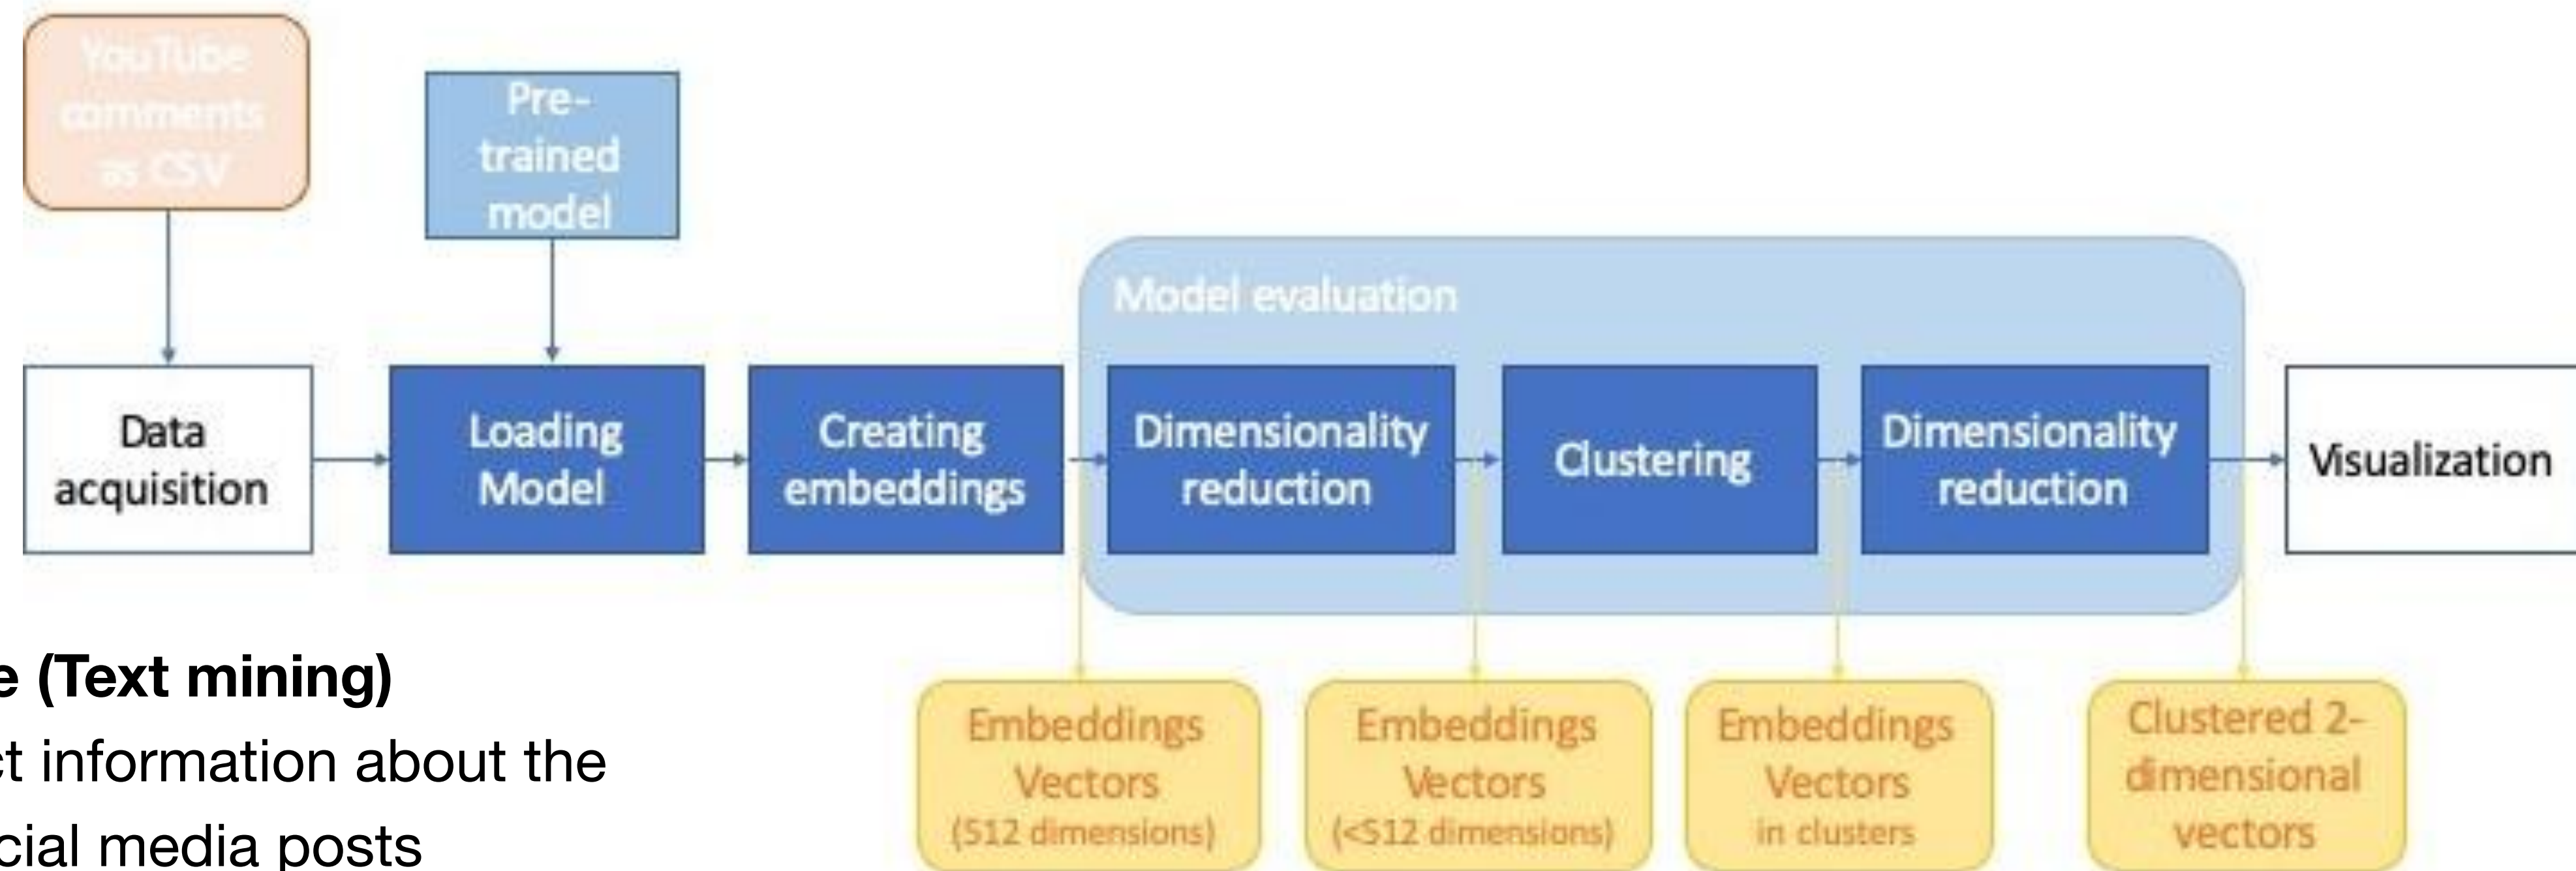 YouTube
comments
as CSV
Pre-
trained
model
Model evaluation
Data
acquisition
Loading
Model
Creating
embeddings
Dimensionality
reduction
Clustering
Dimensionality
reduction
Visualization
e (Text mining)
ct information about the
cial media posts
Embeddings
Vectors
(512 dimensions)
Embeddings
Vectors
(<512 dimensions)
Embeddings
Vectors
in clusters
Clustered 2-
dimensional
vectors